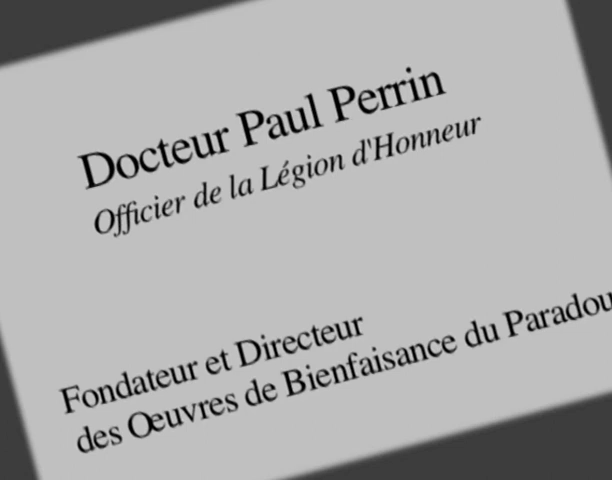 Docteur Paul Perrin
Officier de la Légion d'Honneur
Fondateur et Directeur
des Œuvres de Bienfaisance du Paradou